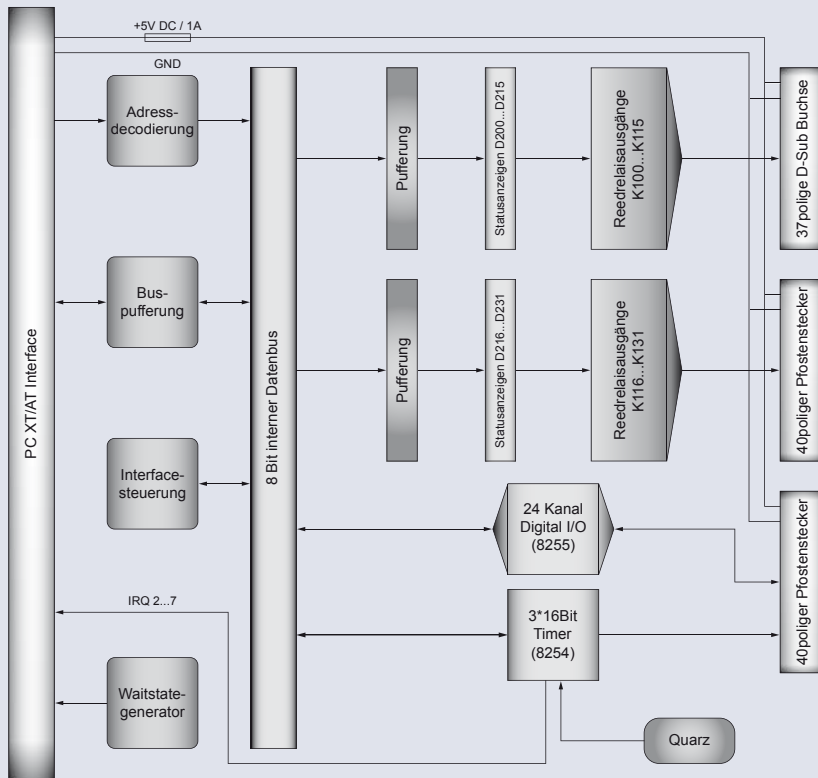 +5V DC / 1A
GND
PC XT/AT Interface
Adress-
decodierung
Bus-
pufferung
Interface-
steuerung
IRQ 2...7
Waitstate-
generator
8 Bit interner Datenbus
Pufferung
Statusanzeigen D200...D215
Reedrelaisausgänge
K100...K115
37polige D-Sub Buchse
Pufferung
Statusanzeigen D216...D231
Reedrelaisausgänge
K116...K131
40poliger Pfostenstecker
24 Kanal
Digital I/O
(8255)
3*16Bit
Timer
(8254)
40poliger Pfostenstecker
Quarz